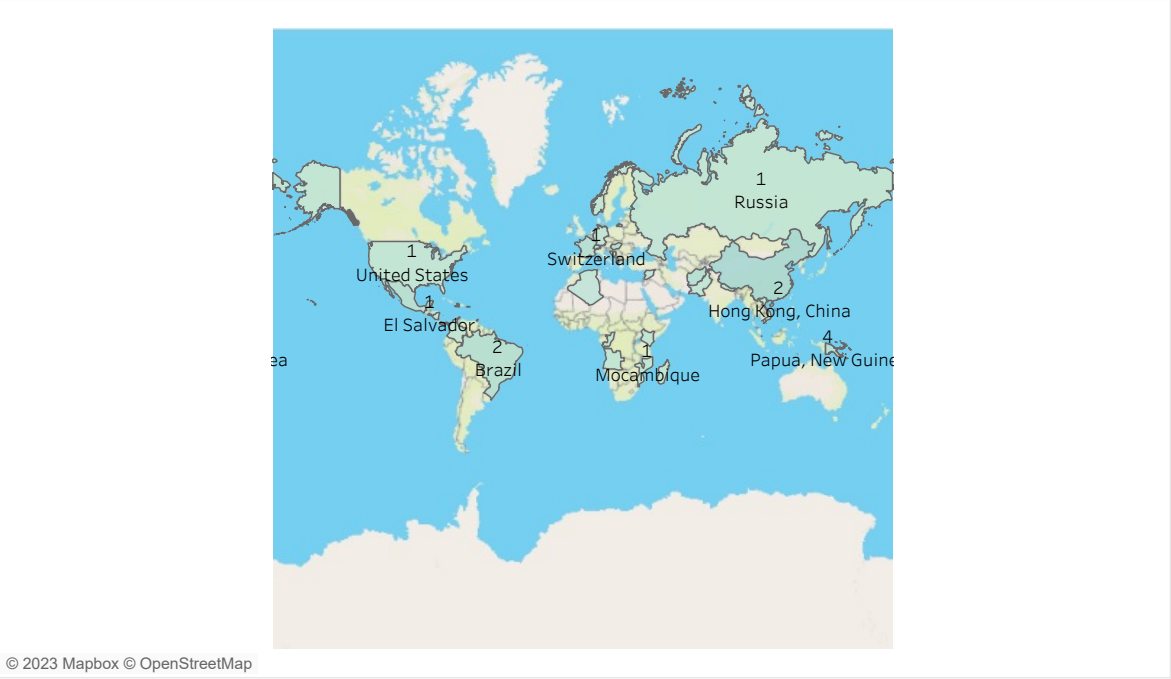 1
Russia
1
Switzerland
1
United States
2
Hong Kong, China
1
El Salvador
4
Papua, New Guine
ea
2
Brazil
1
Mocambique
© 2023 Mapbox © OpenStreetMap